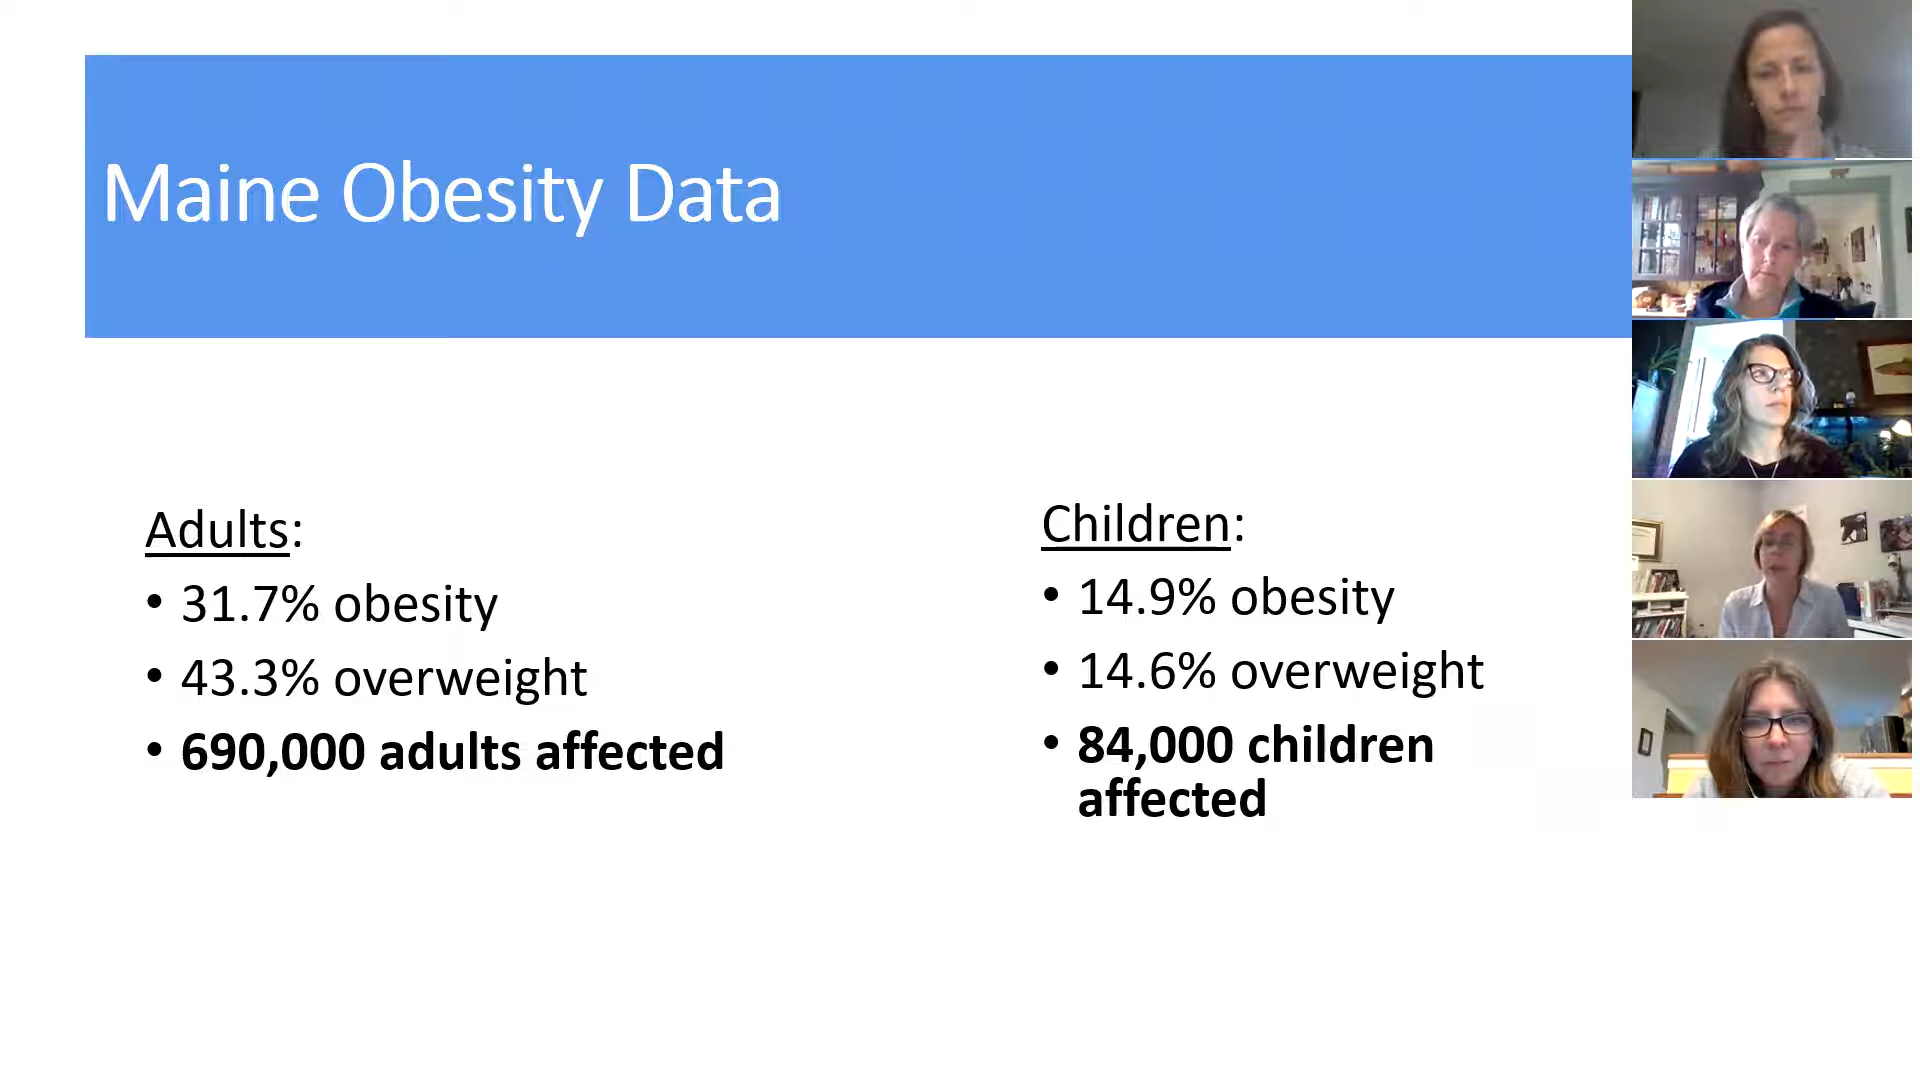 Maine Obesity Data
Adults:
• 31.7% obesity
• 43.3% overweight
• 690,000 adults affected
Children:
• 14.9% obesity
• 14.6% overweight
• 84,000 children
affected